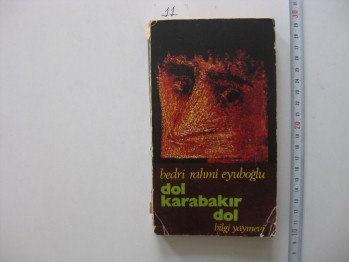 11
bedri rahmi eyuboğlu
dol
karabakır
dol
bilgi yayınevi